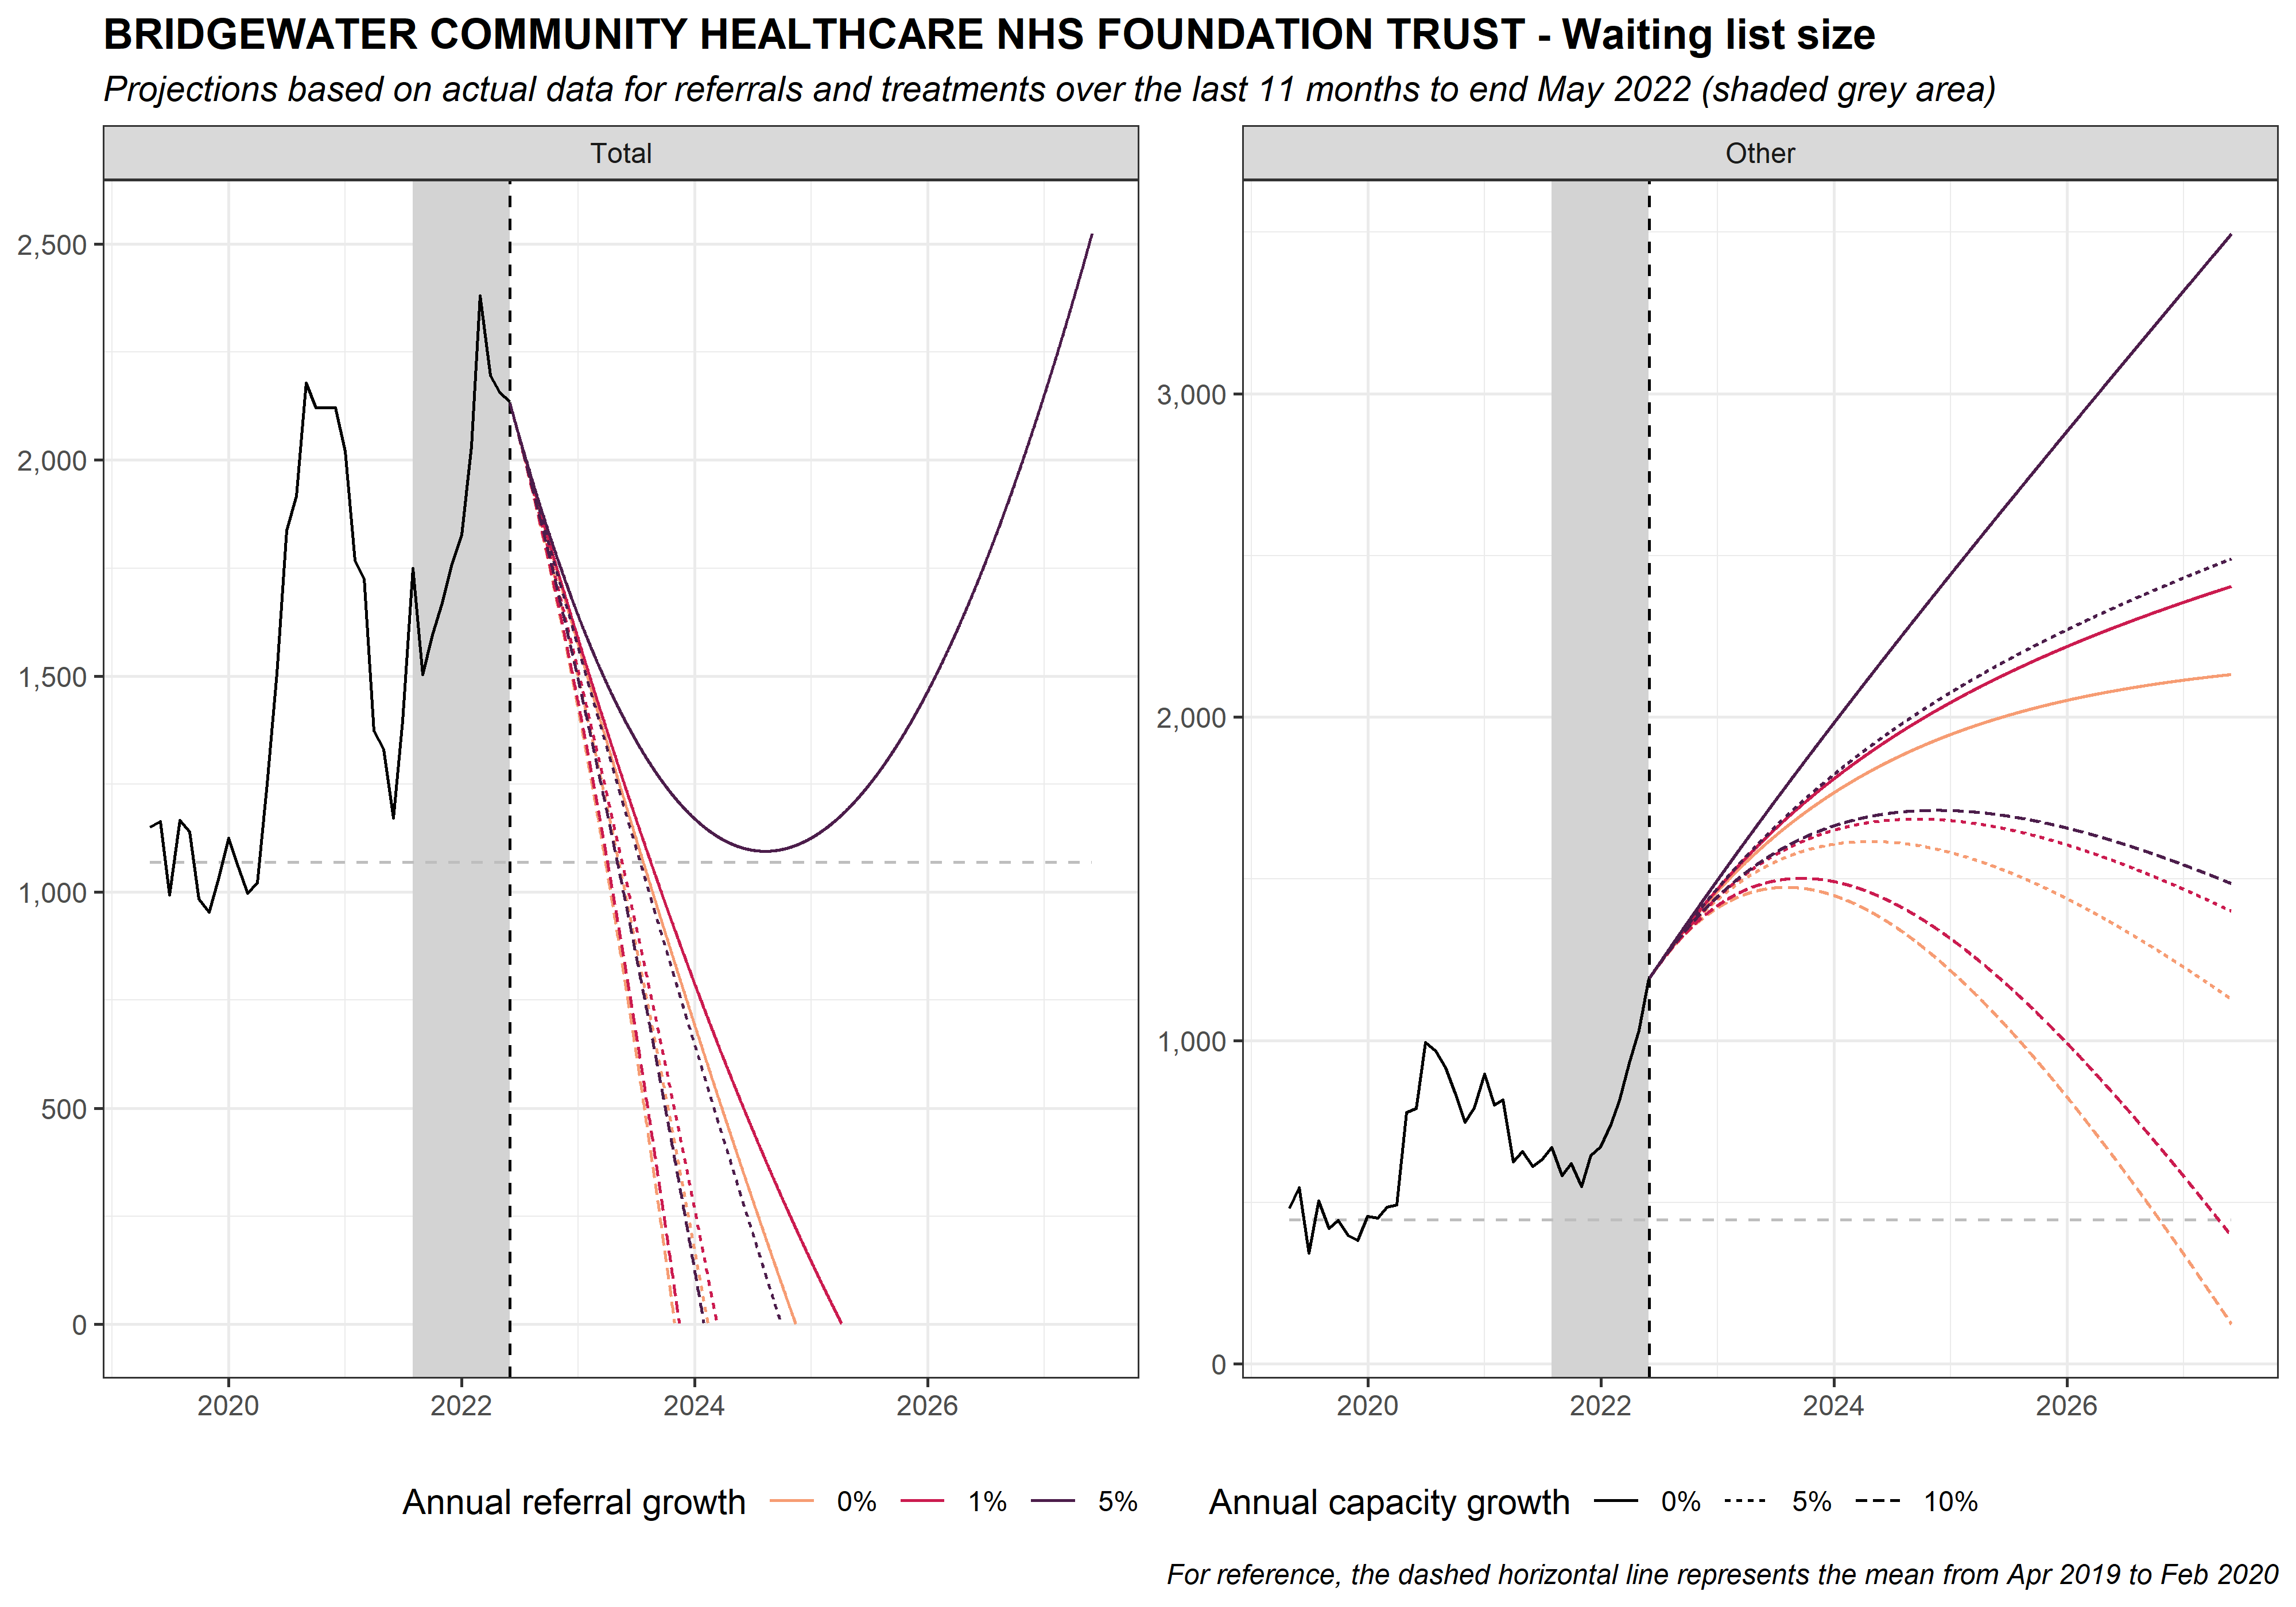 BRIDGEWATER COMMUNITY HEALTHCARE NHS FOUNDATION TRUST - Waiting list size
Projections based on actual data for referrals and treatments over the last 11 months to end May 2022 (shaded grey area)
Total
2,500
2,000
1,500
1,000
500
0
2020 2022 2024 2026
Other
3,000
2,000
1,000
0
2020 2022 2024 2026
Annual referral growth 0% 1% 5%
Annual capacity growth 0% 5% 10%
For reference, the dashed horizontal line represents the mean from Apr 2019 to Feb 2020